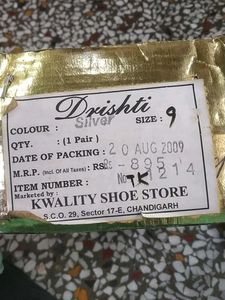 Drishti
COLOUR : Silver SIZE : 9
QTY. : (1 Pair)
DATE OF PACKING : 20 AUG 2009
M.R.P. (Incl. Of All Taxes) : RS. 895
ITEM NUMBER : No. TK 1214
Marketed by :
KWALITY SHOE STORE
S.C.O. 29, Sector 17-E, CHANDIGARH